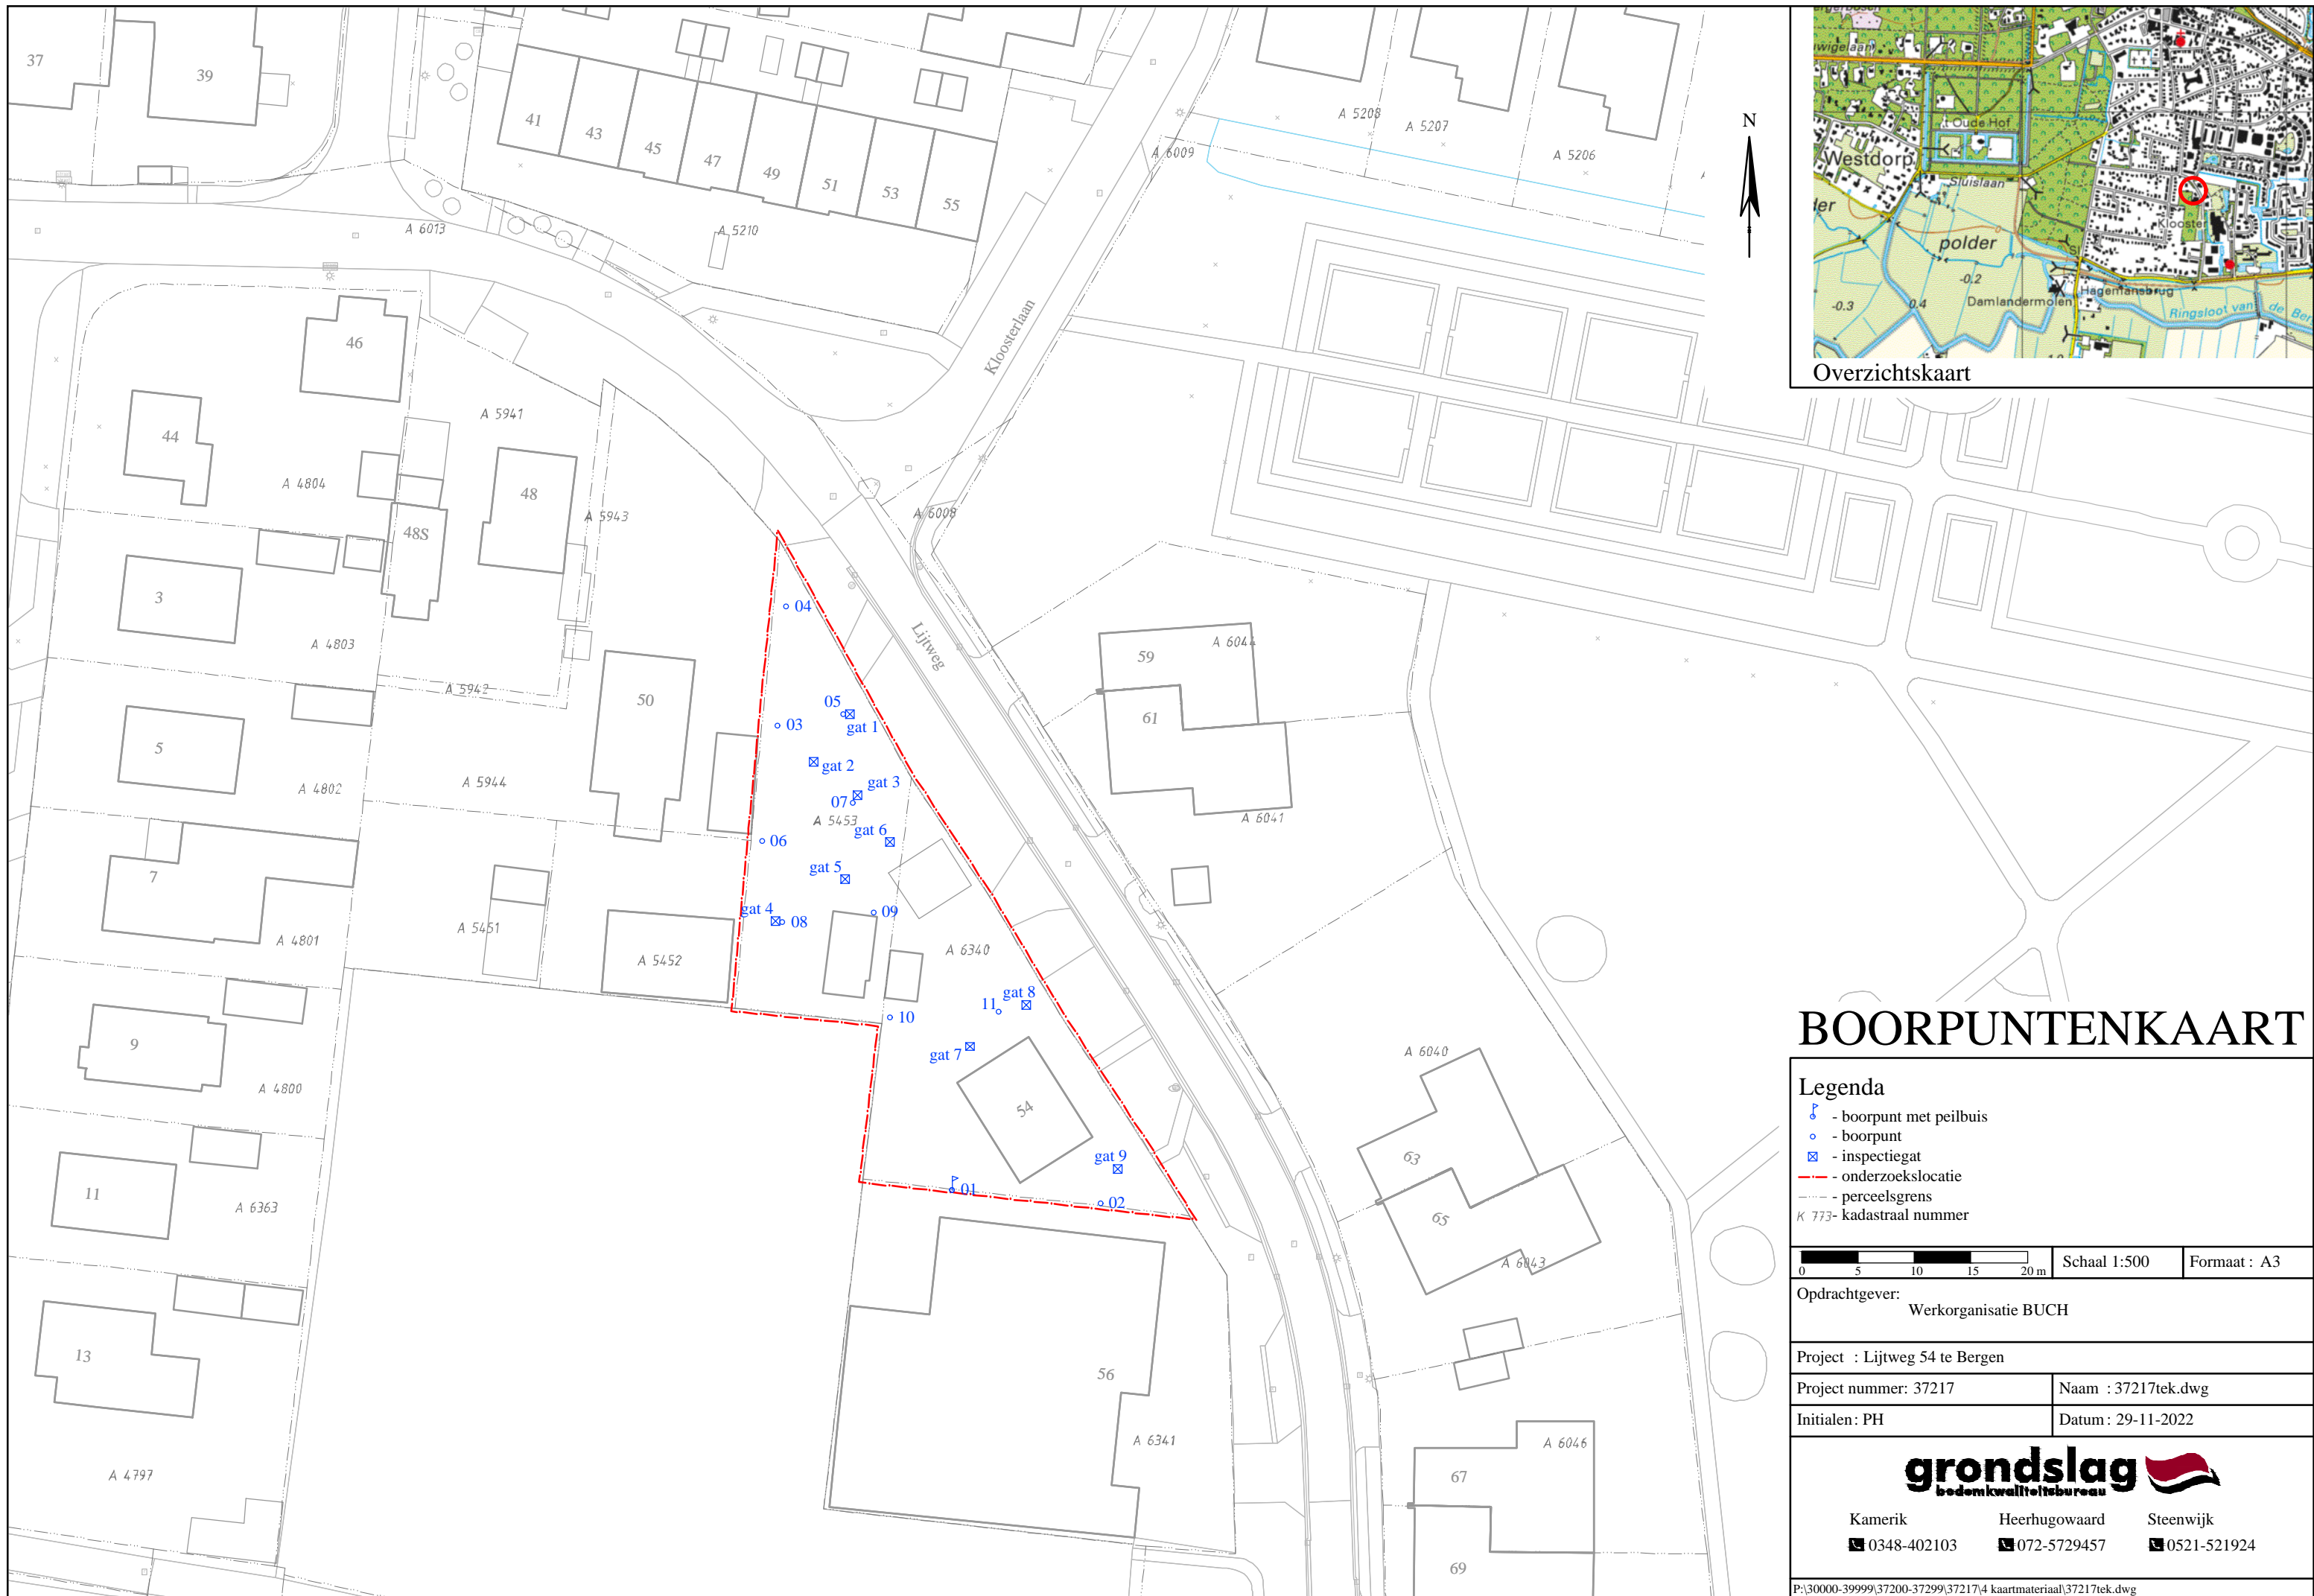 37
39
41
43
45
47
49
51
53
55
A 5210
A 6013
A 6009
A 5208
A 5207
A 5206
N
Kloosterlaan
Lijtweg
46
44
48
48S
A 5941
A 4804
A 5943
A 6008
3
A 4803
A 5942
50
5
A 4802
A 5944
7
A 4801
A 5451
A 5452
9
A 4800
11
A 6363
13
A 4797
04
05
gat 1
03
gat 2
gat 3
07
A 5453
gat 6
06
gat 5
gat 4
08
09
A 6340
gat 8
11
10
gat 7
54
gat 9
01
02
56
A 6341
59
A 6044
61
A 6041
A 6040
63
65
A 6043
A 6046
67
69
Oude Hof
Westdorp
Sluislaan
Klooster
polder
-0.2
-0.3
0.4
Damlandermolen
Hagemansbrug
Ringsloot van de Ber
Overzichtskaart
BOORPUNTENKAART
Legenda
- boorpunt met peilbuis
- boorpunt
- inspectiegat
- onderzoekslocatie
- perceelsgrens
K 773 - kadastraal nummer
0 5 10 15 20 m
Schaal 1:500
Formaat : A3
Opdrachtgever:
Werkorganisatie BUCH
Project : Lijtweg 54 te Bergen
Project nummer: 37217
Naam : 37217tek.dwg
Initialen : PH
Datum : 29-11-2022
grondslag
bodemkwaliteitsbureau
Kamerik Heerhugowaard Steenwijk
0348-402103 072-5729457 0521-521924
P:\30000-39999\37200-37299\37217\4 kaartmateriaal\37217tek.dwg